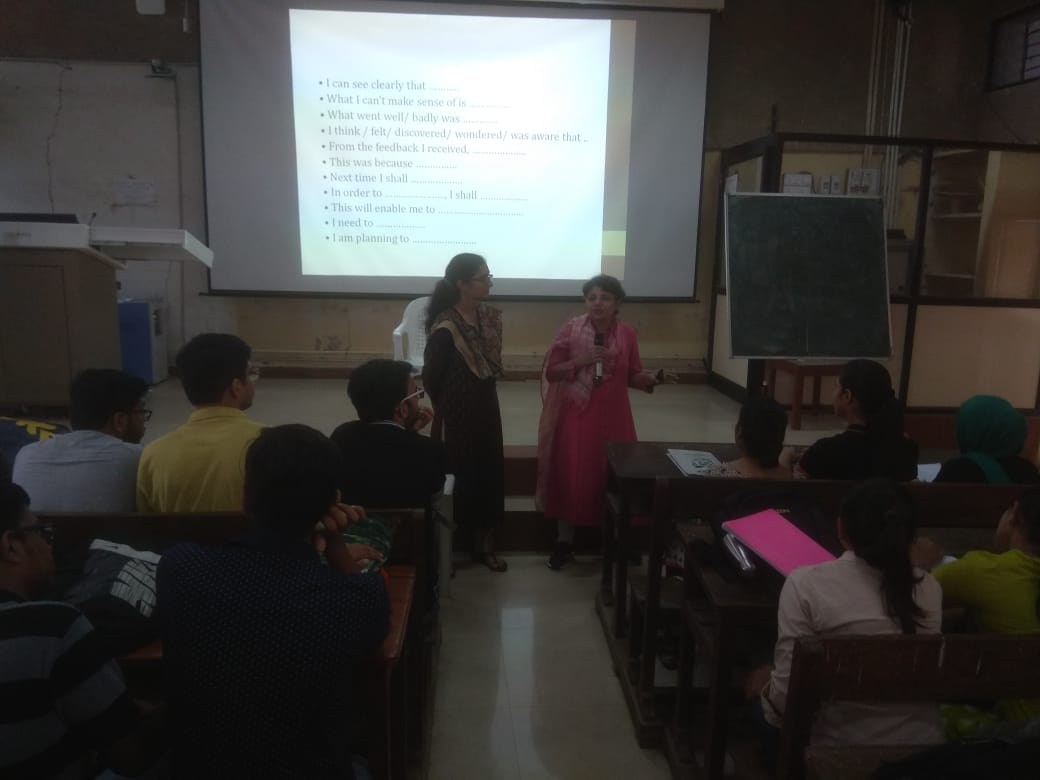 • I can see clearly that ...........
• What I can't make sense of is ..............
• What went well/ badly was .............
• I think / felt/ discovered/ wondered/ was aware that ..
• From the feedback I received, ...................
• This was because ...............
• Next time I shall ...................
• In order to ......................, I shall .................
• This will enable me to ...............................
• I need to ..................
• I am planning to .......................